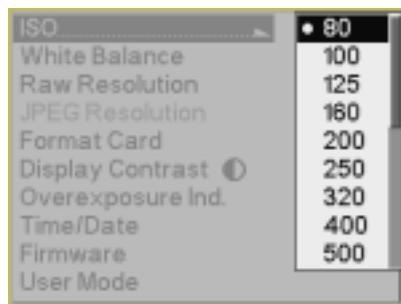 ISO
White Balance
Raw Resolution
JPEG Resolution
Format Card
Display Contrast
Overexposure Ind.
Time/Date
Firmware
User Mode
80
100
125
160
200
250
320
400
500